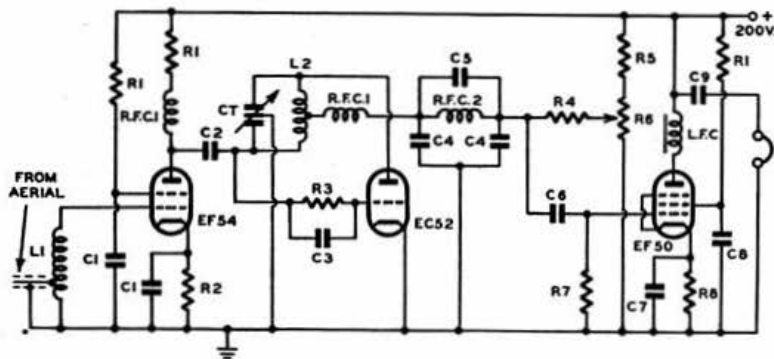 +
200V.
R1
R1
R.F.C.1
L2
CT
C2
R.F.C.1
C5
R.F.C.2
C4
C4
R4
R5
R6
R1
C9
L.F.C
FROM
AERIAL
L1
EF54
C1
C1
R2
R3
C3
EC52
C6
R7
EF50
C7
R8
C8